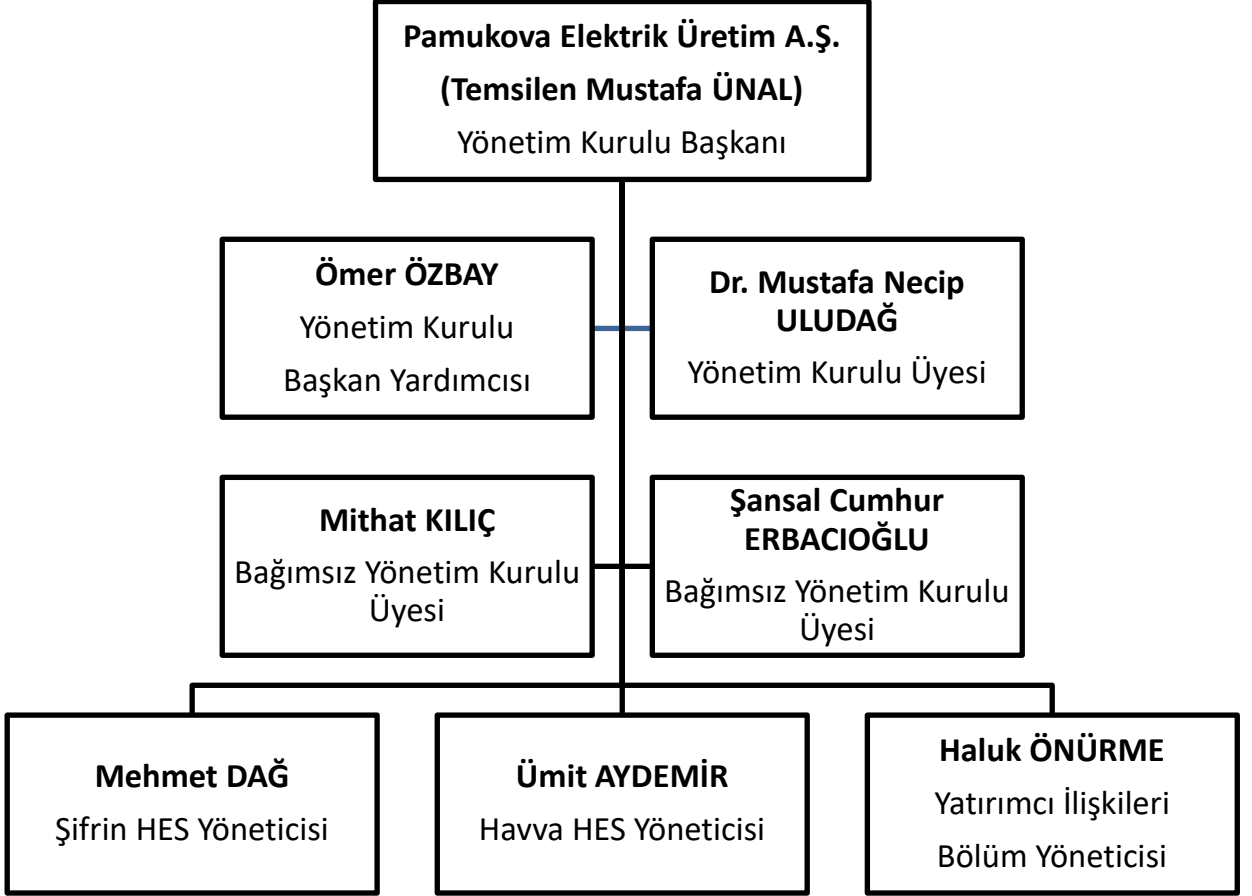 Pamukova Elektrik Üretim A.Ş.
(Temsilen Mustafa ÜNAL)
Yönetim Kurulu Başkanı
Ömer ÖZBAY
Yönetim Kurulu
Başkan Yardımcısı
Dr. Mustafa Necip
ULUDAĞ
Yönetim Kurulu Üyesi
Mithat KILIÇ
Bağımsız Yönetim Kurulu
Üyesi
Şansal Cumhur
ERBACIOĞLU
Bağımsız Yönetim Kurulu
Üyesi
Mehmet DAĞ
Şifrin HES Yöneticisi
Ümit AYDEMİR
Havva HES Yöneticisi
Haluk ÖNÜRME
Yatırımcı İlişkileri
Bölüm Yöneticisi